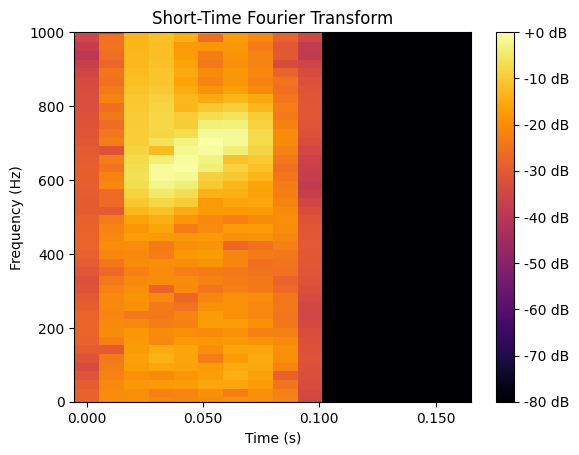 Short-Time Fourier Transform
1000
800
600
400
200
0
Frequency (Hz)
0.000
0.050
0.100
0.150
Time (s)
+0 dB
-10 dB
-20 dB
-30 dB
-40 dB
-50 dB
-60 dB
-70 dB
-80 dB